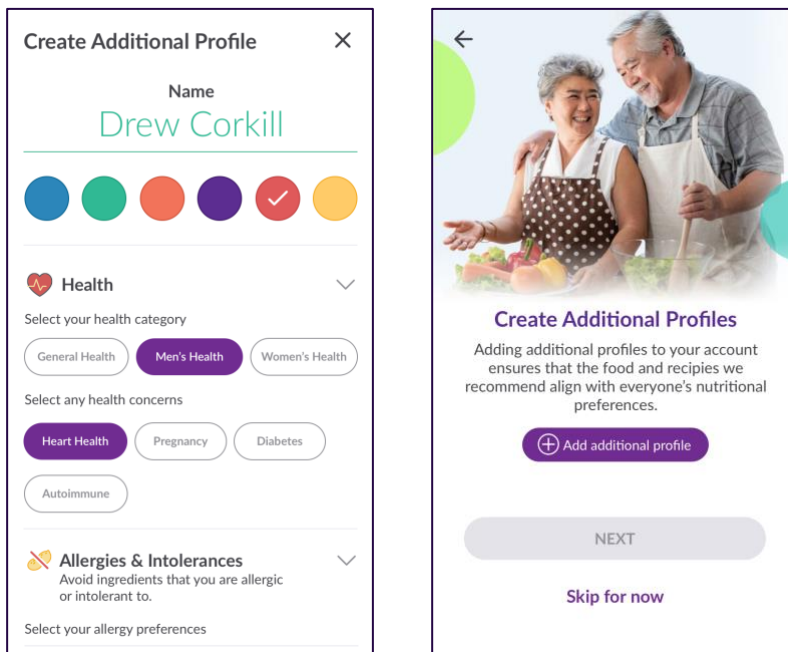 Create Additional Profile
Name
Drew Corkill
Health
Select your health category
General Health
Men's Health
Women's Health
Select any health concerns
Heart Health
Pregnancy
Diabetes
Autoimmune
Allergies & Intolerances
Avoid ingredients that you are allergic
or intolerant to.
Select your allergy preferences
Create Additional Profiles
Adding additional profiles to your account
ensures that the food and recipies we
recommend align with everyone's nutritional
preferences.
Add additional profile
NEXT
Skip for now